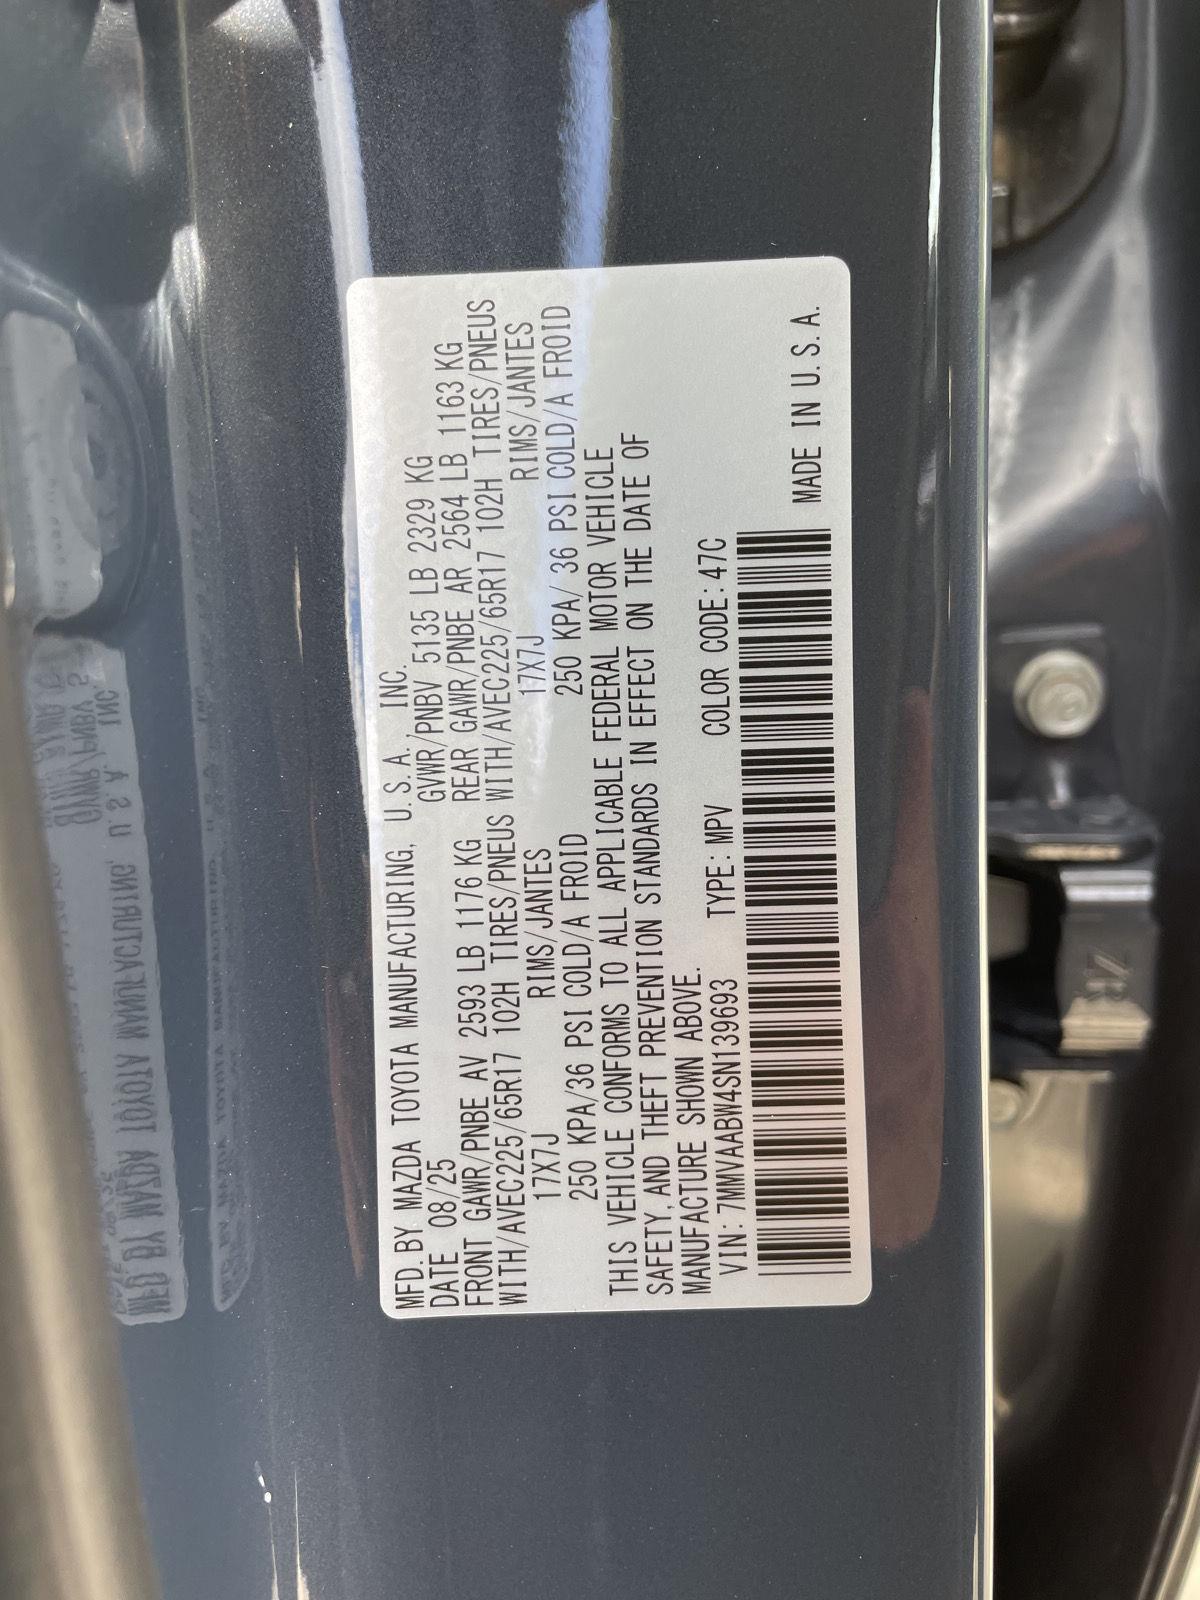 MFD. BY MAZDA TOYOTA MANUFACTURING, U.S.A., INC.
DATE 08/25 GVWR/PNBV 5135 LB 2329 KG
FRONT GAWR/PNBE AV 2593 LB 1176 KG REAR GAWR/PNBE AR 2564 LB 1163 KG
WITH/AVEC225/65R17 102H TIRES/PNEUS WITH/AVEC225/65R17 102H TIRES/PNEUS
17X7J RIMS/JANTES 17X7J RIMS/JANTES
250 KPA/36 PSI COLD/A FROID 250 KPA/ 36 PSI COLD/A FROID
THIS VEHICLE CONFORMS TO ALL APPLICABLE FEDERAL MOTOR VEHICLE
SAFETY, AND THEFT PREVENTION STANDARDS IN EFFECT ON THE DATE OF
MANUFACTURE SHOWN ABOVE.
VIN: 7MMVAABW4SN139693 TYPE: MPV COLOR CODE: 47C
MADE IN U.S.A.